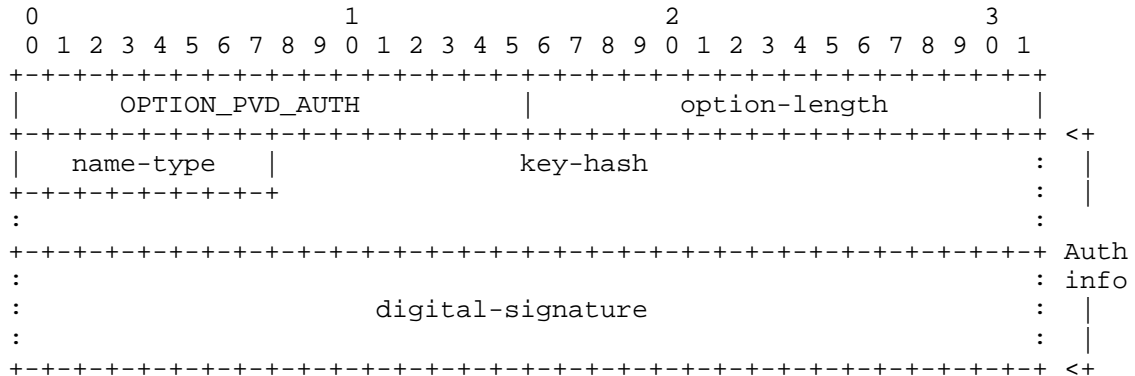 0                   1                   2                   3
 0 1 2 3 4 5 6 7 8 9 0 1 2 3 4 5 6 7 8 9 0 1 2 3 4 5 6 7 8 9 0 1
+-+-+-+-+-+-+-+-+-+-+-+-+-+-+-+-+-+-+-+-+-+-+-+-+-+-+-+-+-+-+-+-+
|      OPTION_PVD_AUTH          |         option-length         |
+-+-+-+-+-+-+-+-+-+-+-+-+-+-+-+-+-+-+-+-+-+-+-+-+-+-+-+-+-+-+-+-+ <+
|   name-type   |               key-hash                        :  |
+-+-+-+-+-+-+-+-+                                               :  |
:                                                               :
+-+-+-+-+-+-+-+-+-+-+-+-+-+-+-+-+-+-+-+-+-+-+-+-+-+-+-+-+-+-+-+-+ Auth
:                                                               : info
:                      digital-signature                        :  |
:                                                               :  |
+-+-+-+-+-+-+-+-+-+-+-+-+-+-+-+-+-+-+-+-+-+-+-+-+-+-+-+-+-+-+-+-+ <+